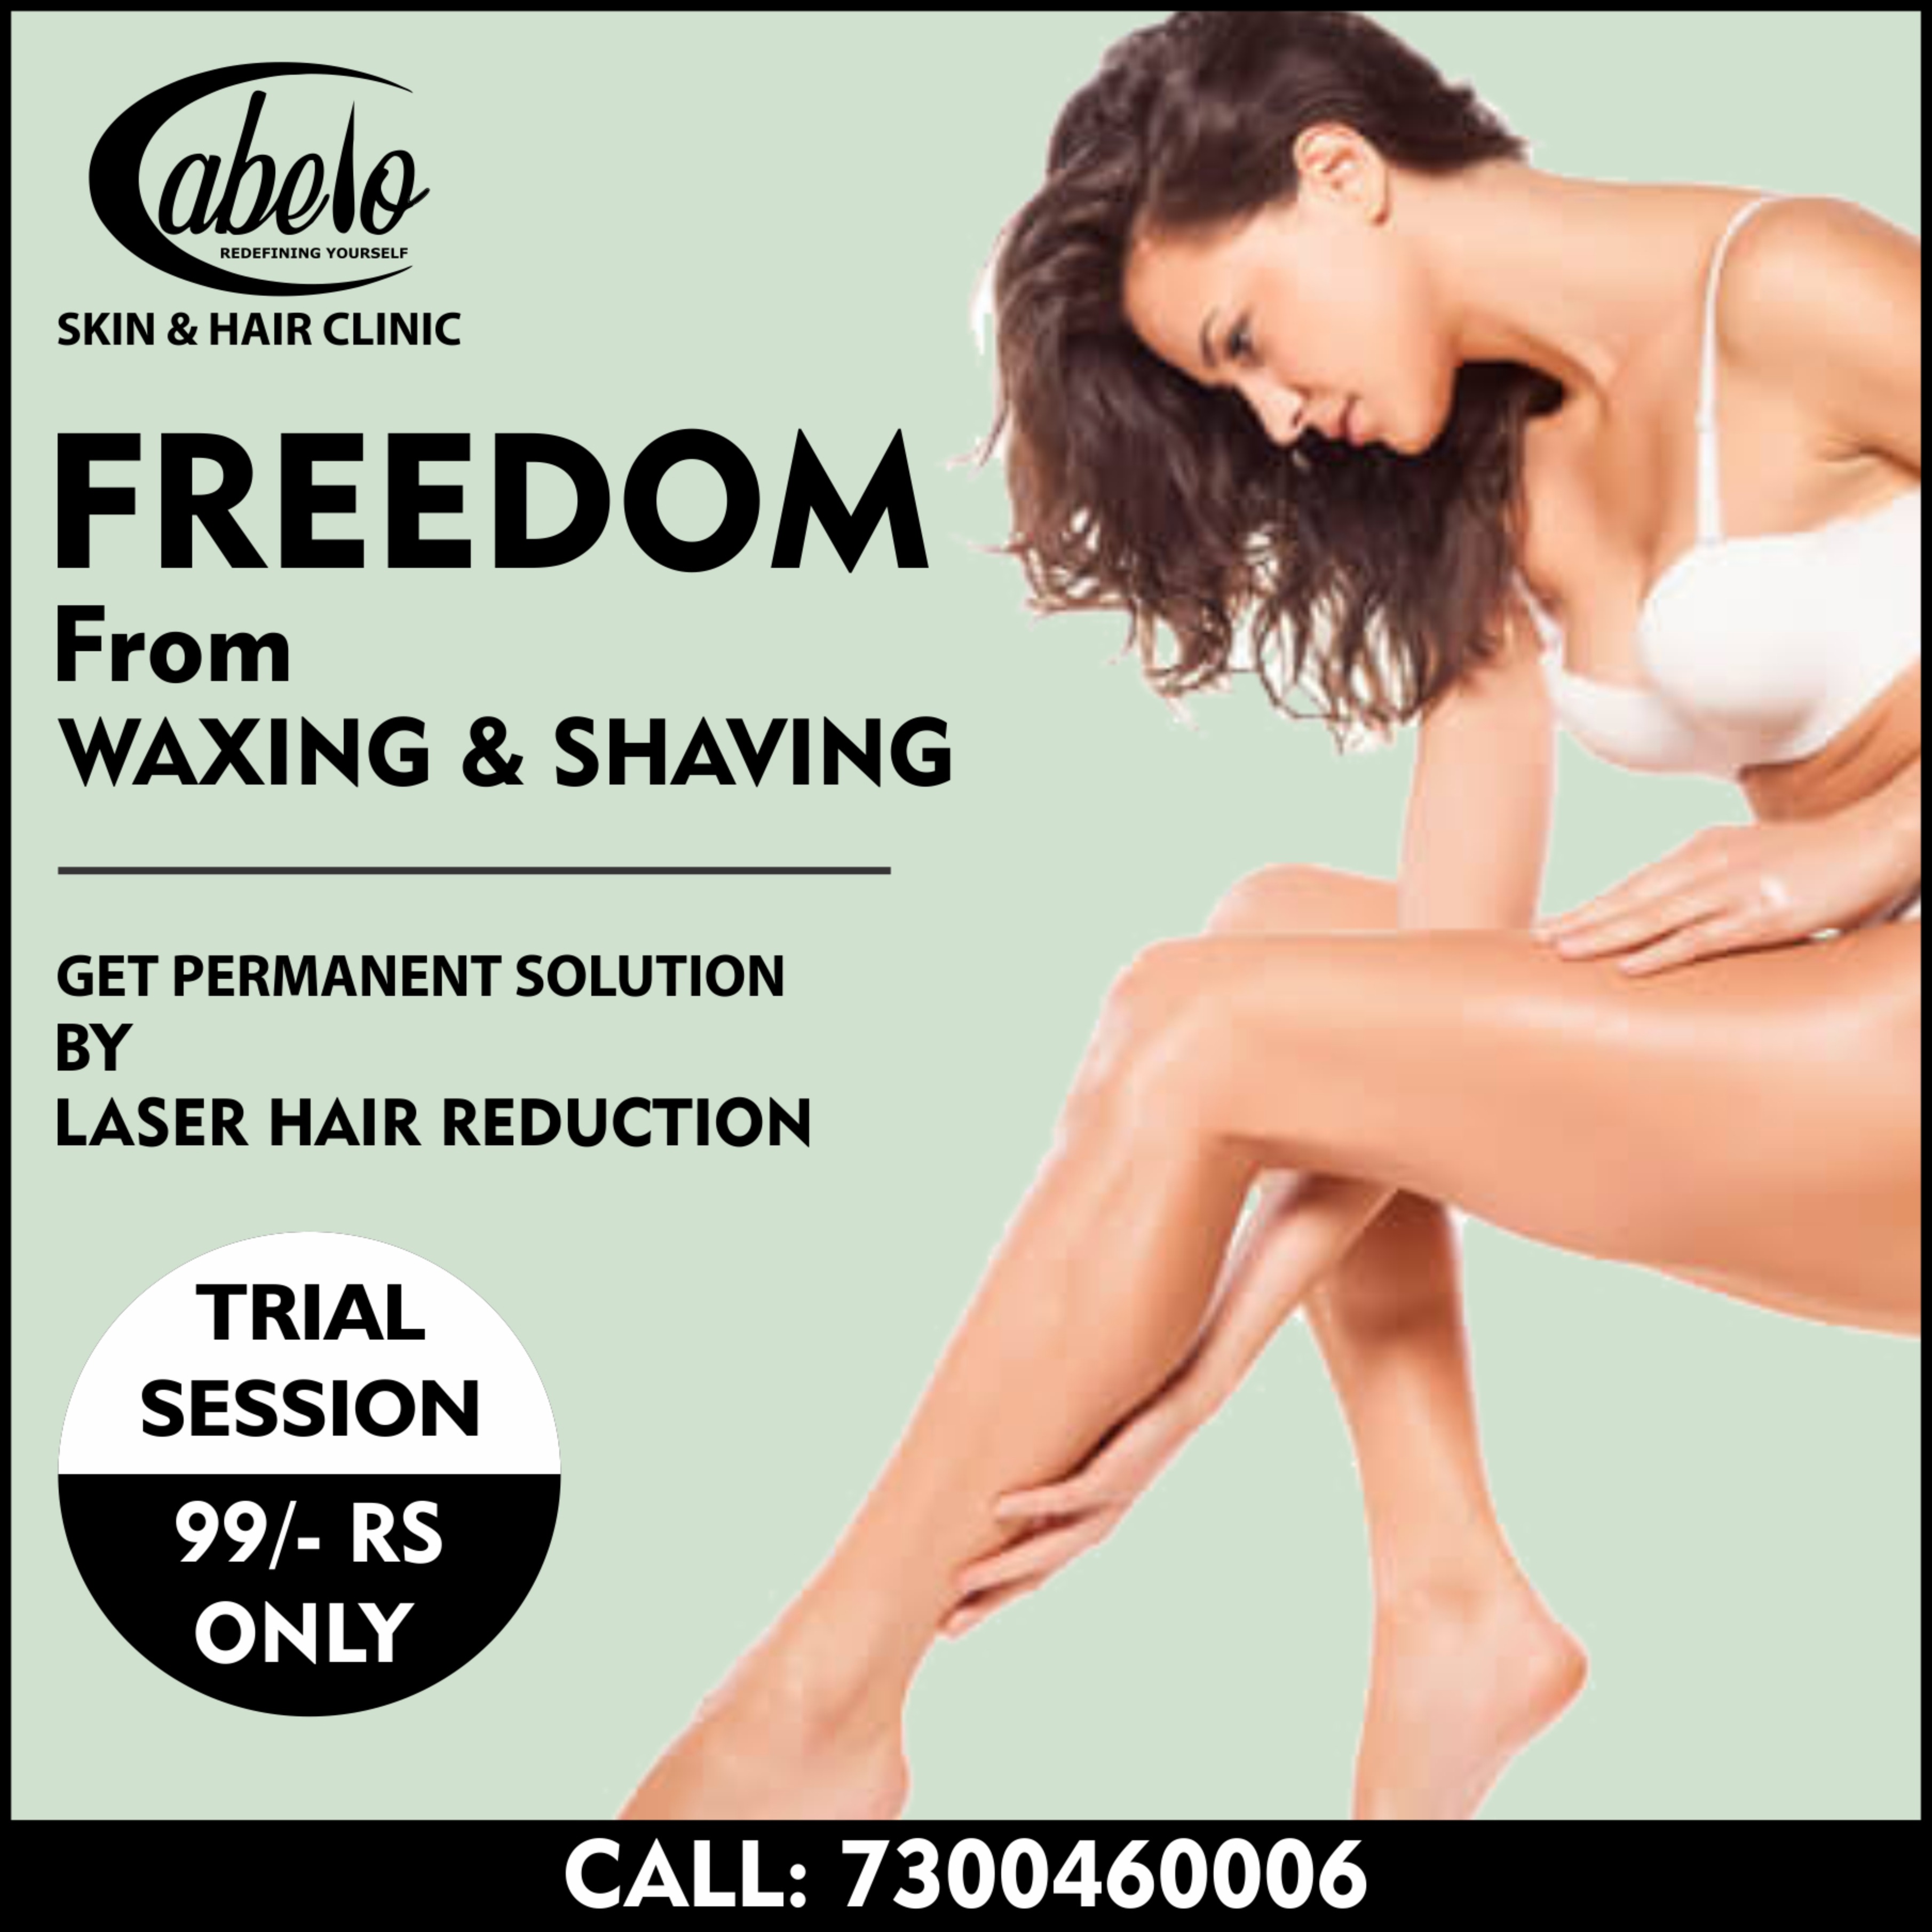 Cabelo
REDEFINING YOURSELF
SKIN & HAIR CLINIC
FREEDOM
From
WAXING & SHAVING
GET PERMANENT SOLUTION
BY
LASER HAIR REDUCTION
TRIAL
SESSION
99/- RS
ONLY
CALL: 7300460006